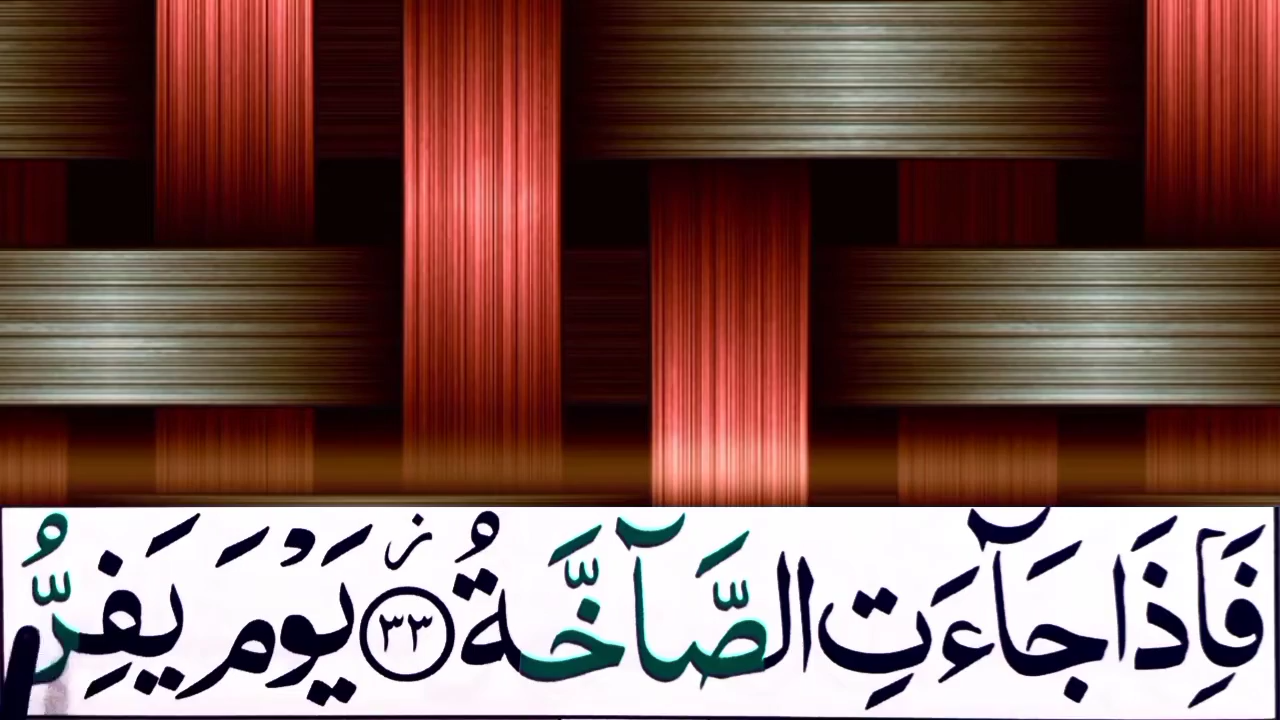 فَاِذَا جَآءَتِ الصَّآخَّةُ ؗ ﴿٣٣﴾ يَوْمَ يَفِرُّ